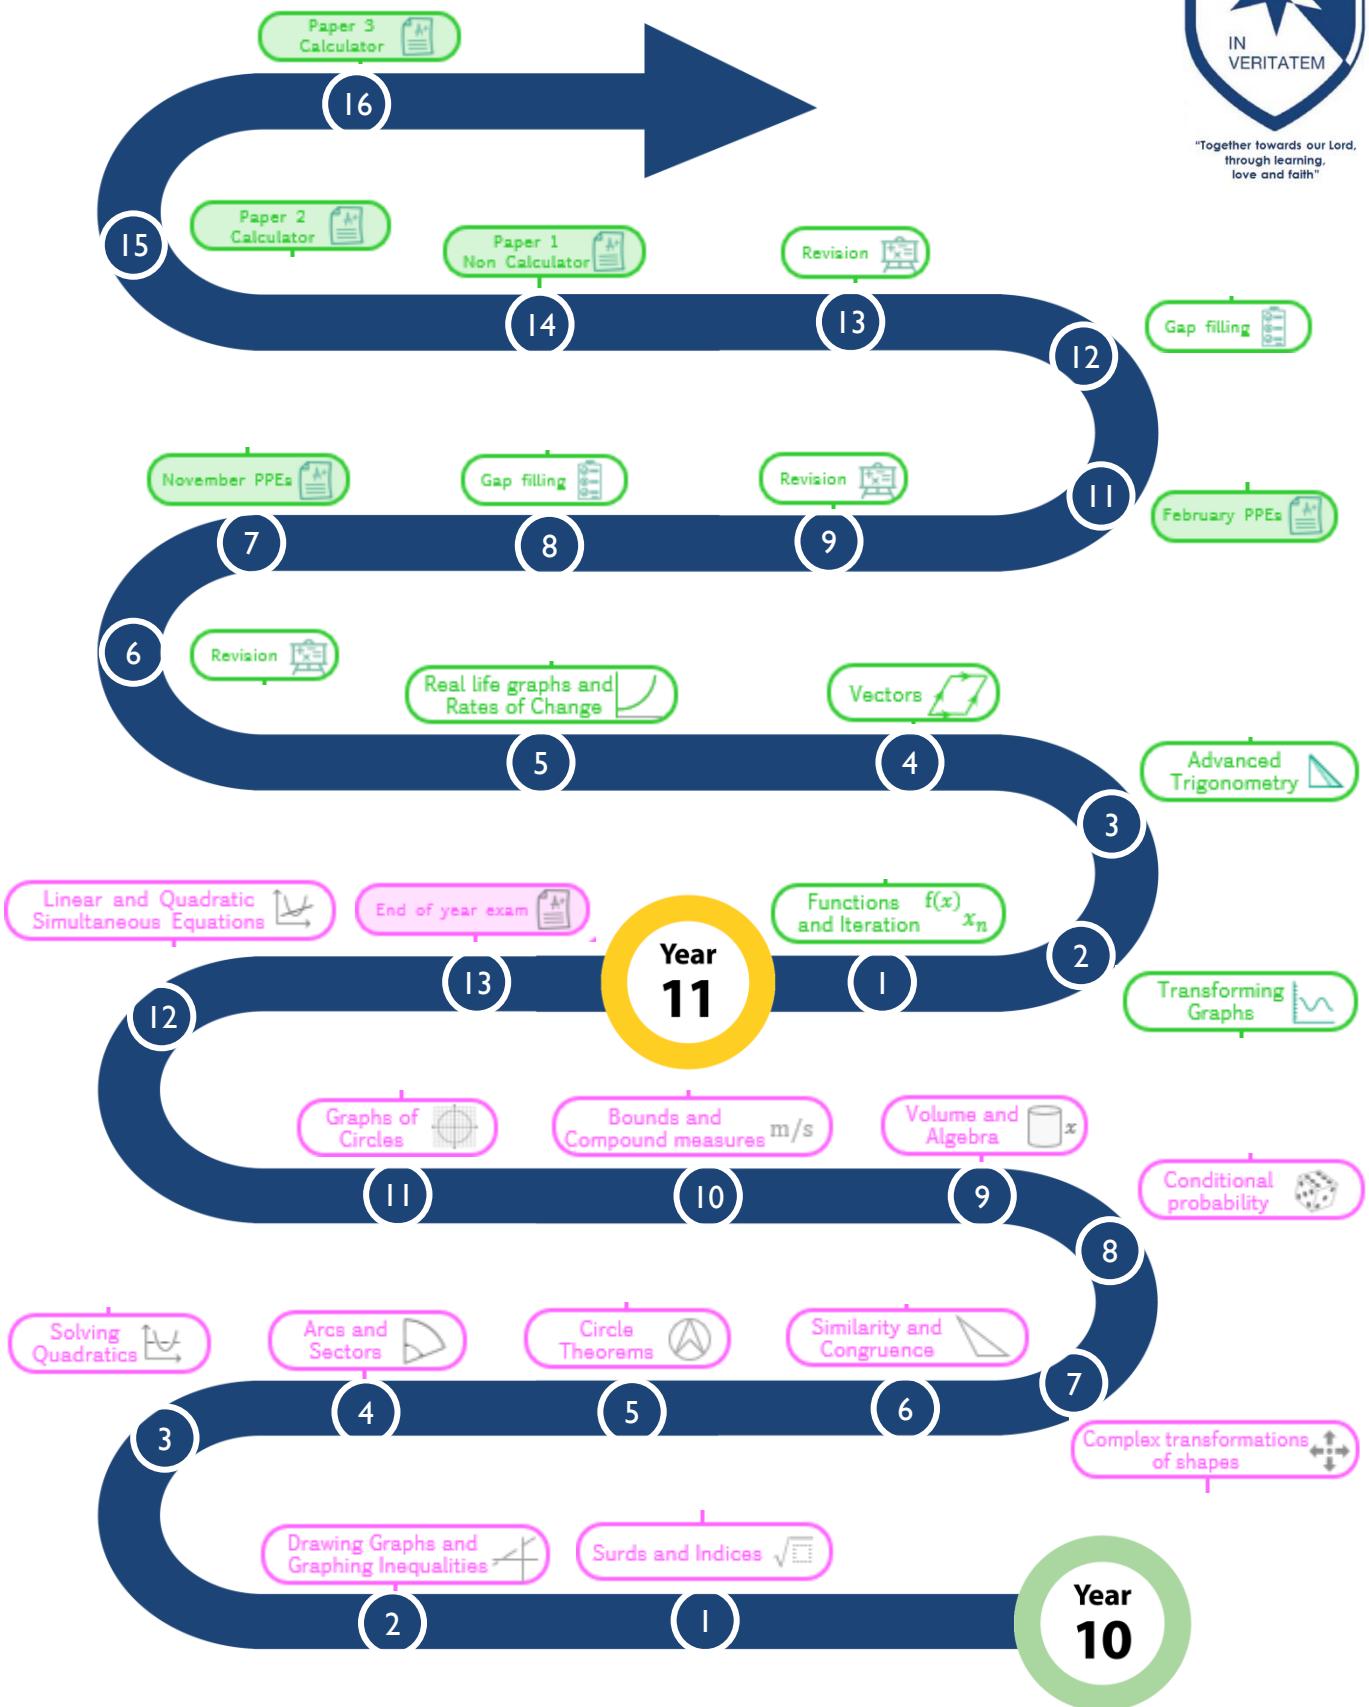 Paper 3
Calculator
16
IN
VERITATEM
"Together towards our Lord,
through learning,
love and faith"
15
Paper 2
Calculator
Paper 1
Non Calculator
14
Revision
13
Gap filling
12
November PPEs
7
Gap filling
8
Revision
9
11
February PPEs
6
Revision
Real life graphs and
Rates of Change
5
Vectors
4
Advanced
Trigonometry
3
Linear and Quadratic
Simultaneous Equations
12
End of year exam
13
Year
11
Functions
and Iteration
f(x)
xₙ
1
2
Transforming
Graphs
Graphs of
Circles
11
Bounds and
Compound measures
m/s
10
Volume and
Algebra
x
9
Conditional
probability
8
Solving
Quadratics
3
Arcs and
Sectors
4
Circle
Theorems
5
Similarity and
Congruence
6
7
Complex transformations
of shapes
Drawing Graphs and
Graphing Inequalities
2
Surds and Indices
1
Year
10